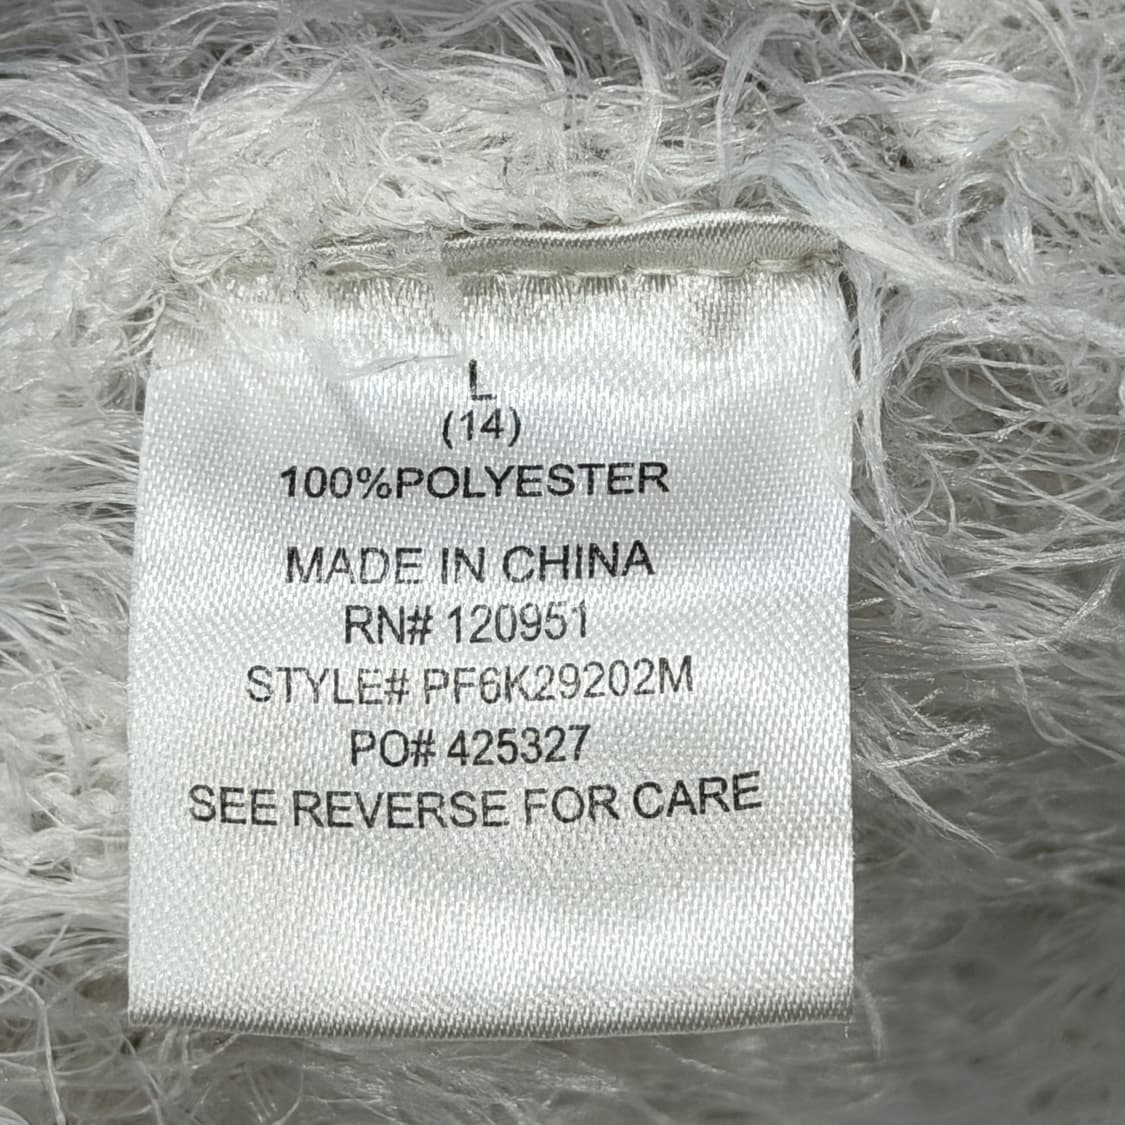 L
(14)
100%POLYESTER
MADE IN CHINA
RN# 120951
STYLE# PF6K29202M
PO# 425327
SEE REVERSE FOR CARE